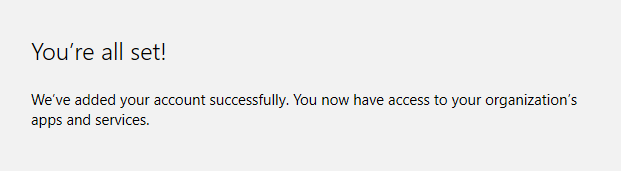 You’re all set!
We’ve added your account successfully. You now have access to your organization’s
apps and services.